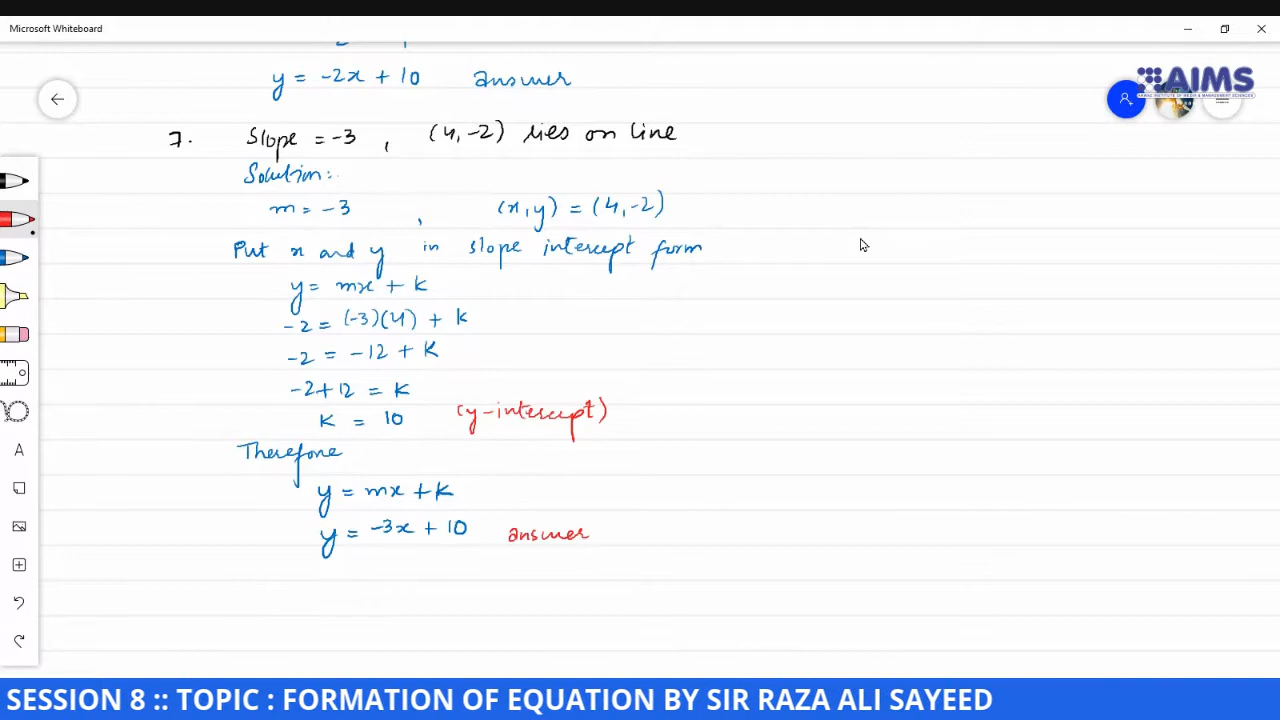 Microsoft Whiteboard
y = -2x + 10 answer
AIMS
7. Slope = -3 , (4, -2) lies on line
Solution:
m = -3 , (x, y) = (4, -2)
Put x and y in slope intercept form
y = mx + k
-2 = (-3)(4) + k
-2 = -12 + k
-2 + 12 = k
k = 10 (y-intercept)
Therefore
y = mx + k
y = -3x + 10 answer
A
SESSION 8 :: TOPIC : FORMATION OF EQUATION BY SIR RAZA ALI SAYEED